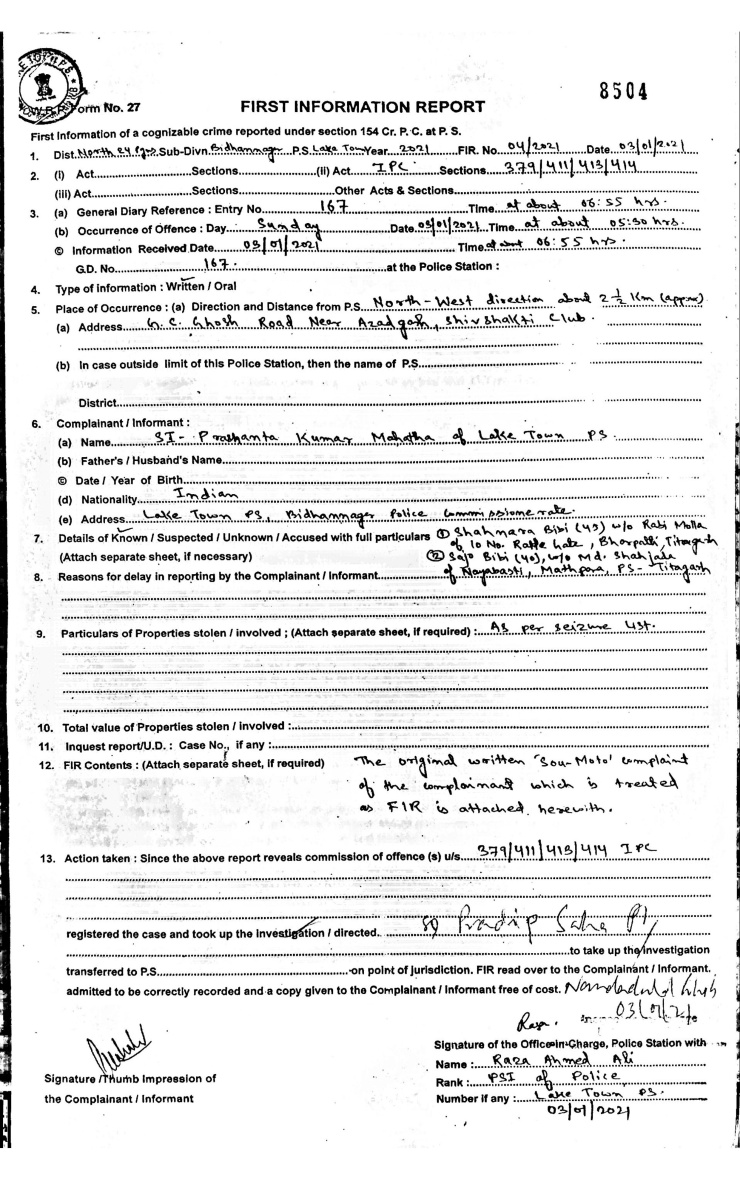 8504
Form No. 27 FIRST INFORMATION REPORT
First Information of a cognizable crime reported under section 154 Cr. P. C. at P. S.
1. Dist. North 24 Pgs. Sub-Divn. Bidhannagar P.S. Lake Town Year 2021 FIR. No. 04/2021 Date 03/01/2021
2. (i) Act Sections (ii) Act IPC Sections 379/411/413/414
(iii) Act Sections Other Acts & Sections
3. (a) General Diary Reference : Entry No. 167 Time at about 06:55 hrs.
(b) Occurrence of Offence : Day Sunday Date 03/01/2021 Time at about 05:30 hrs.
© Information Received Date 03/01/2021 Time at about 06:55 hrs.
G.D. No. 167. at the Police Station :
4. Type of information : Written / Oral
5. Place of Occurrence : (a) Direction and Distance from P.S. North-West direction about 2 ½ Km (approx)
(a) Address G. C. Ghosh Road Near Azadgarh, Shivshakti Club.
(b) In case outside limit of this Police Station, then the name of P.S.
District
6. Complainant / Informant :
(a) Name SI- Prashanta Kumar Mahatha of Lake Town PS
(b) Father's / Husband's Name
© Date / Year of Birth
(d) Nationality Indian
(e) Address Lake Town PS, Bidhannagar Police Commissionerate.
7. Details of Known / Suspected / Unknown / Accused with full particulars ① Shahnara Bibi (45) w/o Rabi Molla
of 10 No. Gate, Bhorpatti, Titagarh
(Attach separate sheet, if necessary) ② Sajo Bibi (40), w/o Md. Shahjala
of Nayabasti, Mathpara, PS- Titagarh
8. Reasons for delay in reporting by the Complainant / Informant
9. Particulars of Properties stolen / involved ; (Attach separate sheet, if required) : As per seizure list.
10. Total value of Properties stolen / involved :
11. Inquest report/U.D. : Case No., if any :
12. FIR Contents : (Attach separate sheet, if required) The original written 'Sou-Moto' complaint
of the complainant which is treated
as FIR is attached herewith.
13. Action taken : Since the above report reveals commission of offence (s) u/s. 379/411/413/414 IPC
registered the case and took up the investigation / directed. Pradip Saha
to take up the investigation
transferred to P.S. on point of jurisdiction. FIR read over to the Complainant / Informant.
admitted to be correctly recorded and a copy given to the Complainant / Informant free of cost.
Signature of the Office-in-Charge, Police Station with
Name : Raza Ahmed Ali
Signature /Thumb Impression of Rank : PSI of Police
the Complainant / Informant Number if any : Lake Town PS.
03/01/2021